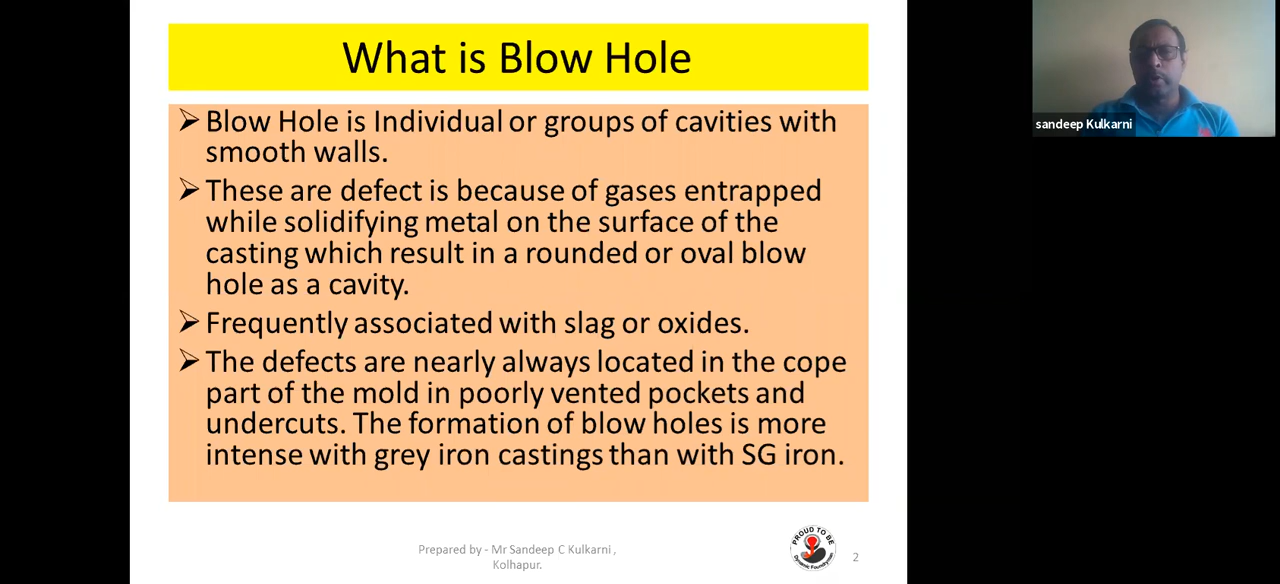 What is Blow Hole
➢ Blow Hole is Individual or groups of cavities with
smooth walls.
➢ These are defect is because of gases entrapped
while solidifying metal on the surface of the
casting which result in a rounded or oval blow
hole as a cavity.
➢ Frequently associated with slag or oxides.
➢ The defects are nearly always located in the cope
part of the mold in poorly vented pockets and
undercuts. The formation of blow holes is more
intense with grey iron castings than with SG iron.
Prepared by - Mr Sandeep C Kulkarni ,
Kolhapur.
PROUD TO BE
Dynamic Foundrymen
2
sandeep Kulkarni